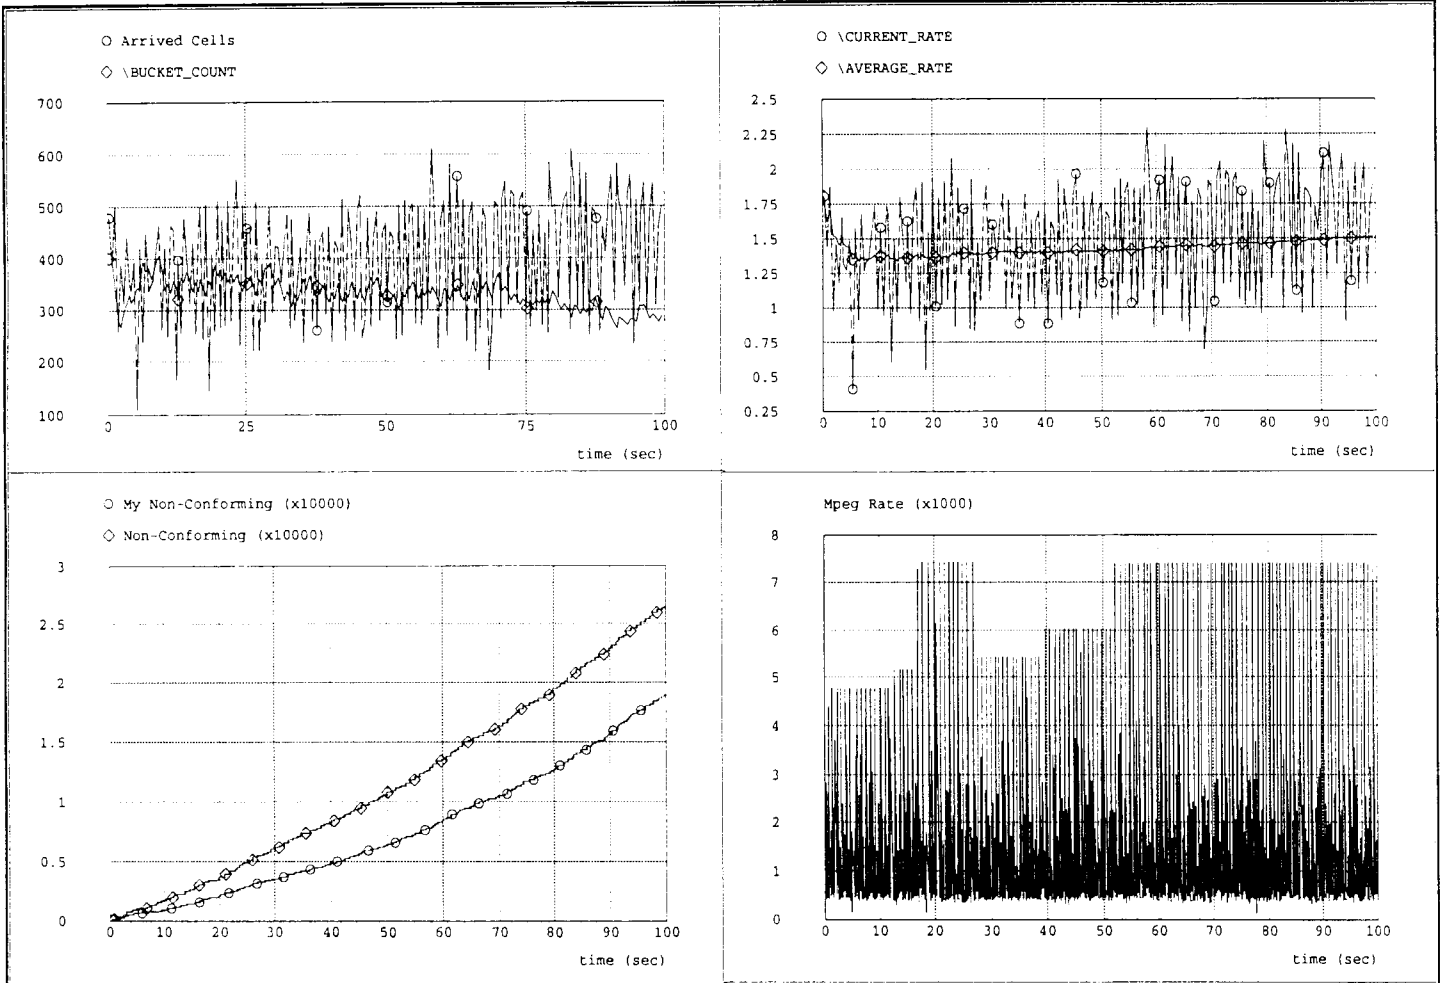 Arrived Cells
\BUCKET_COUNT
700
600
500
400
300
200
100
0 25 50 75 100
time (sec)
\CURRENT_RATE
\AVERAGE_RATE
2.5
2.25
2
1.75
1.5
1.25
1
0.75
0.5
0.25
0 10 20 30 40 50 60 70 80 90 100
time (sec)
My Non-Conforming (x10000)
Non-Conforming (x10000)
3
2.5
2
1.5
1
0.5
0
0 10 20 30 40 50 60 70 80 90 100
time (sec)
Mpeg Rate (x1000)
8
7
6
5
4
3
2
1
0
0 10 20 30 40 50 60 70 80 90 100
time (sec)